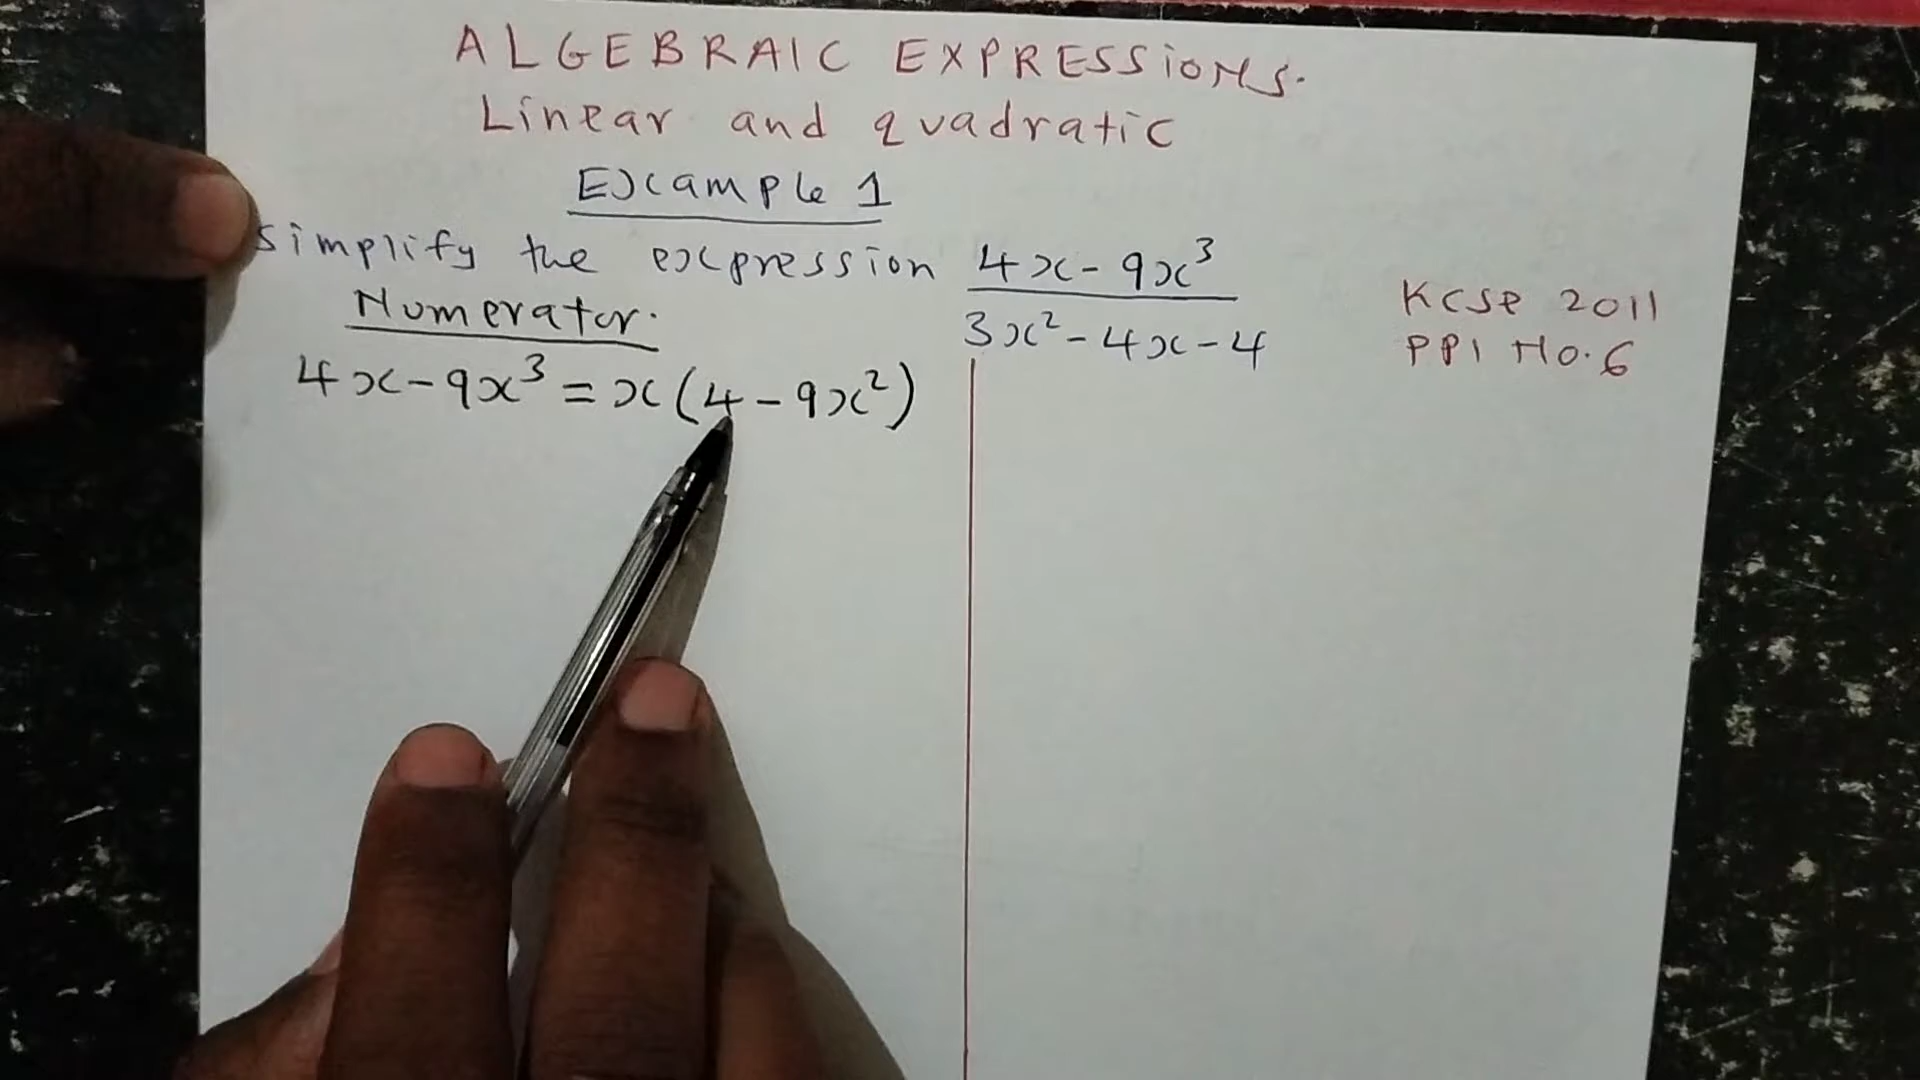 ALGEBRAIC EXPRESSIONS.
Linear and quadratic
Example 1
simplify the expression 4x - 9x³
3x² - 4x - 4
KCSE 2011
PP1 No. 6
Numerator.
4x - 9x³ = x(4 - 9x²)